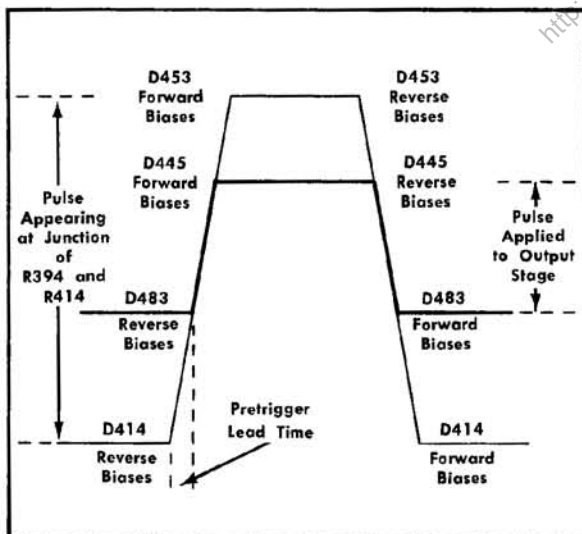 http
D453
Forward
Biases
D453
Reverse
Biases
D445
Forward
Biases
D445
Reverse
Biases
Pulse
Appearing
at Junction
of
R394 and
R414
Pulse
Applied
to Output
Stage
D483
Reverse
Biases
D483
Forward
Biases
Pretrigger
Lead Time
D414
Reverse
Biases
D414
Forward
Biases